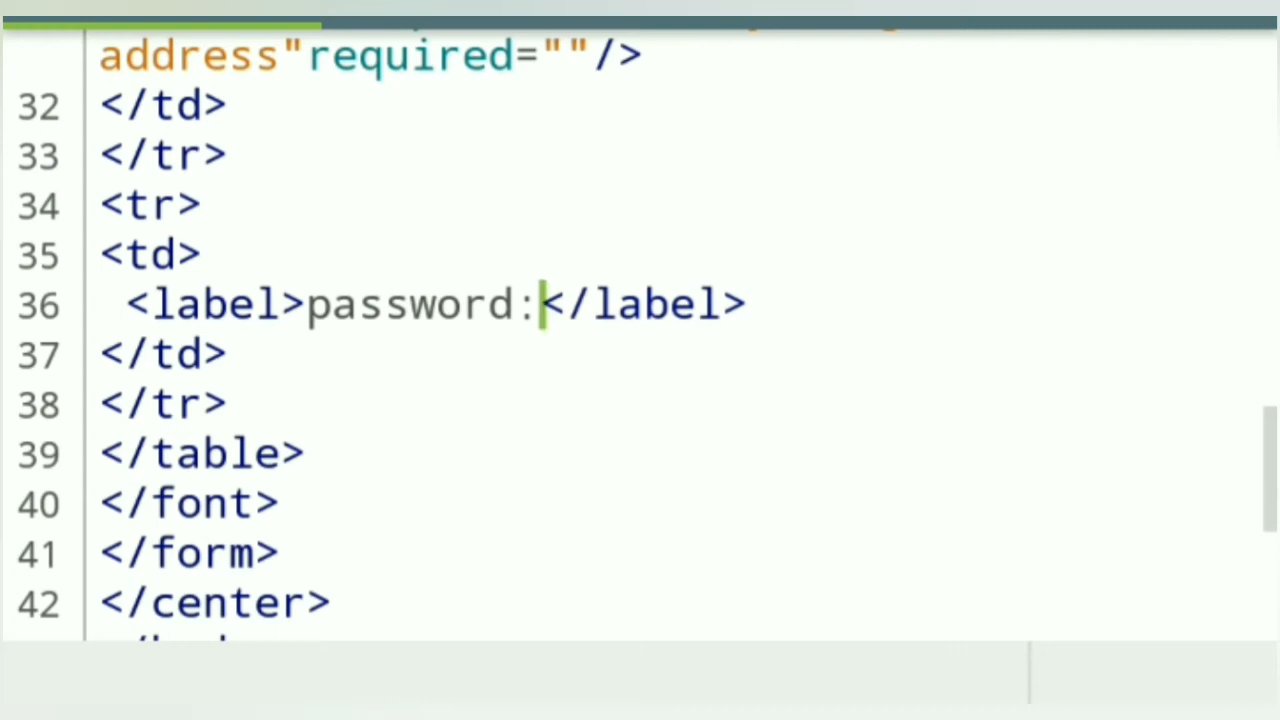 address"required=""/>
32 </td>
33 </tr>
34 <tr>
35 <td>
36 <label>password:</label>
37 </td>
38 </tr>
39 </table>
40 </font>
41 </form>
42 </center>